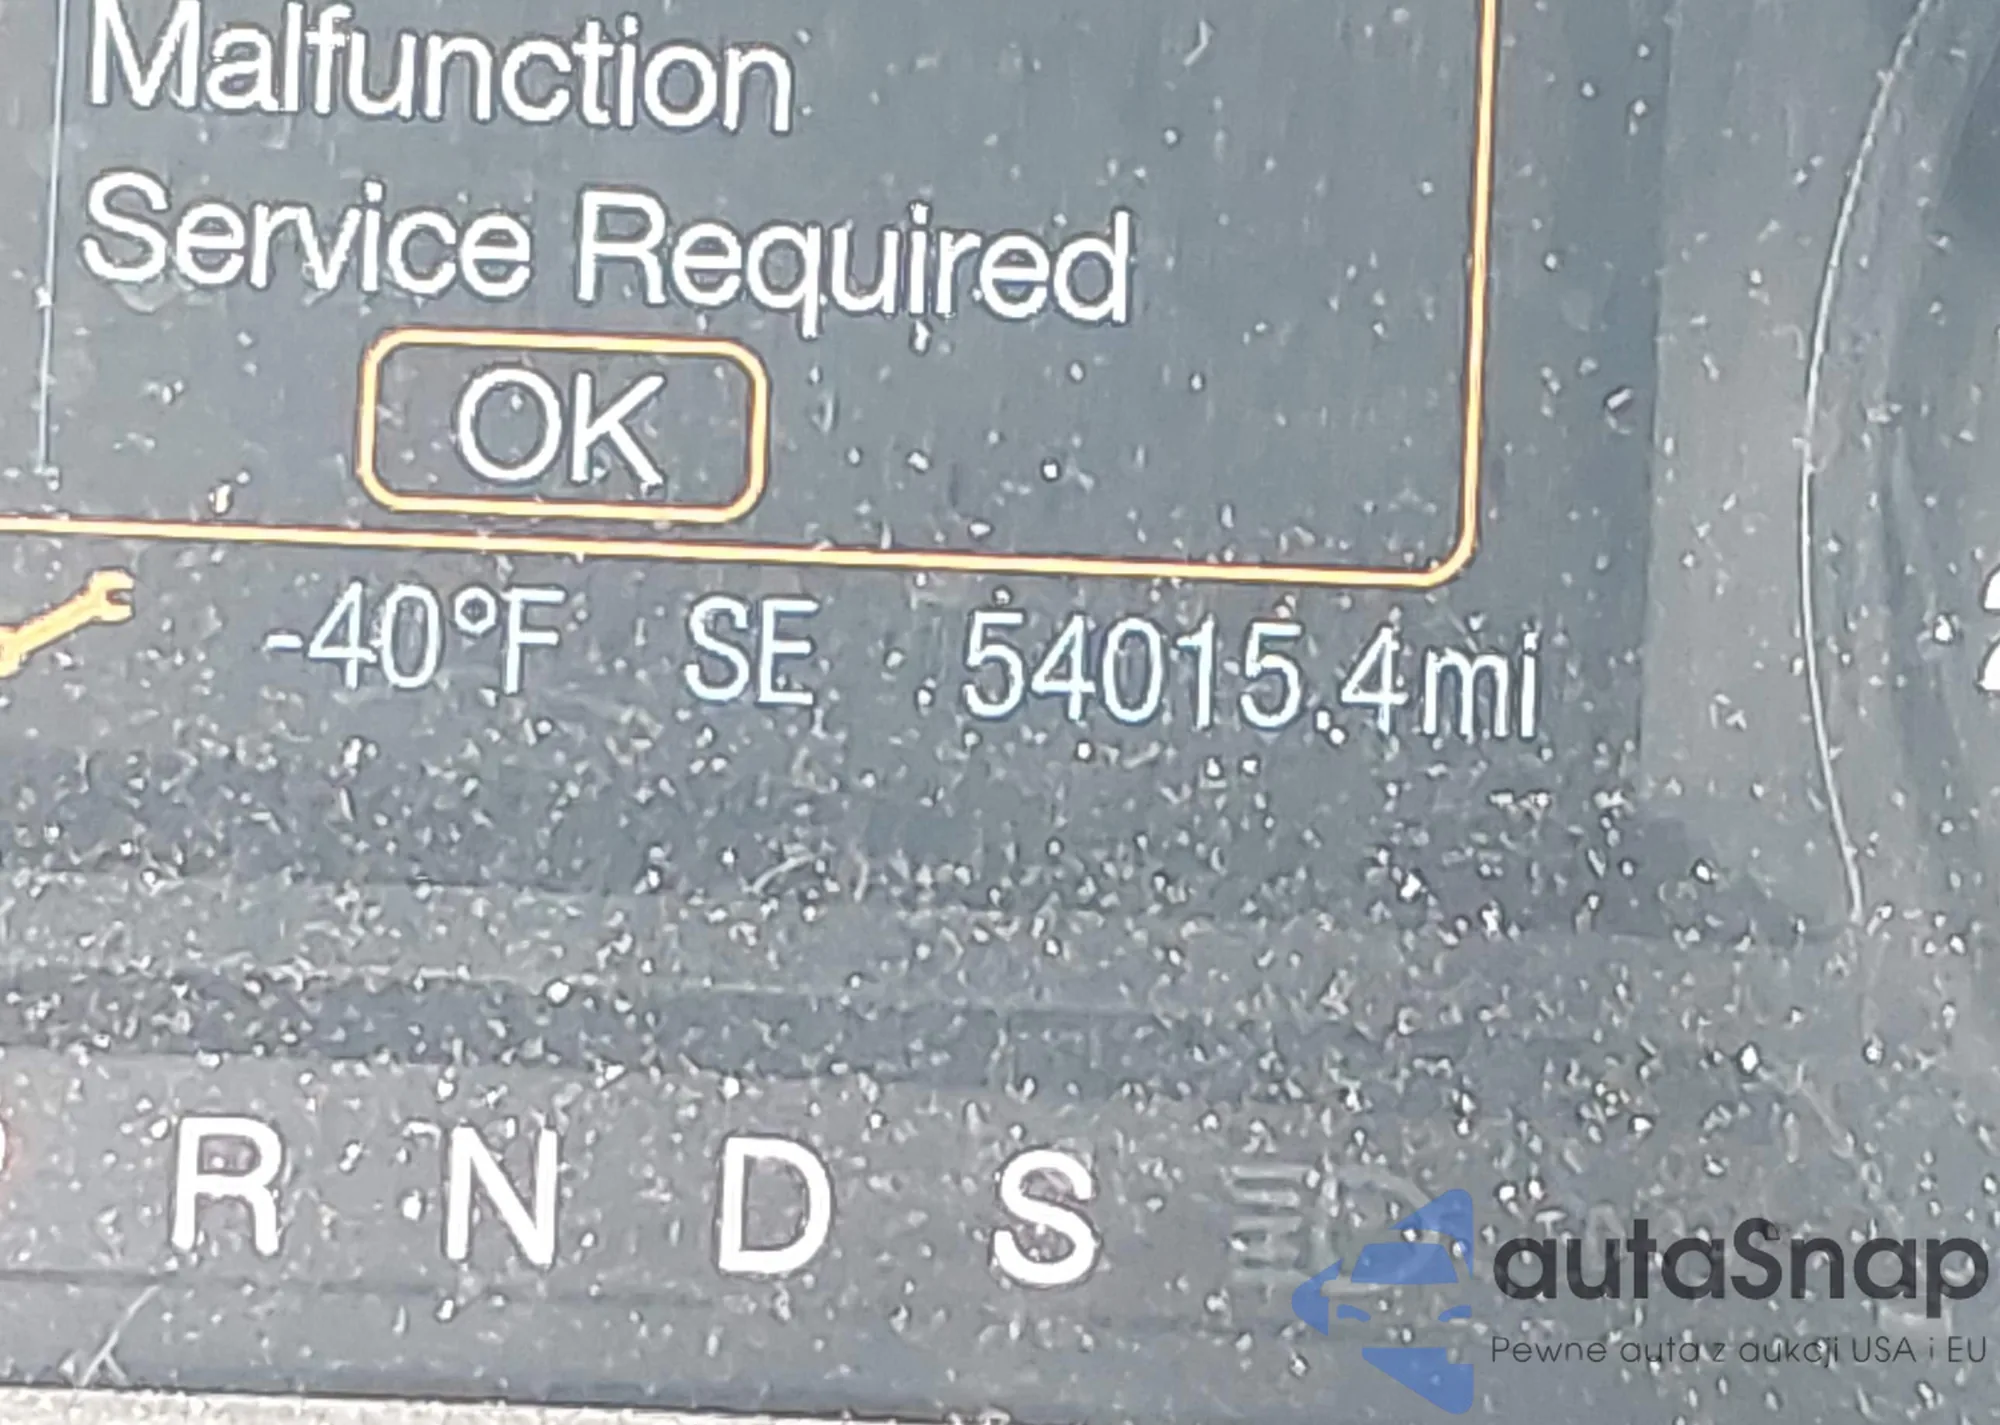 Malfunction
Service Required
OK
-40°F SE 54015.4mi
R N D S
autaSnap
Pewne auta z aukcji USA i EU